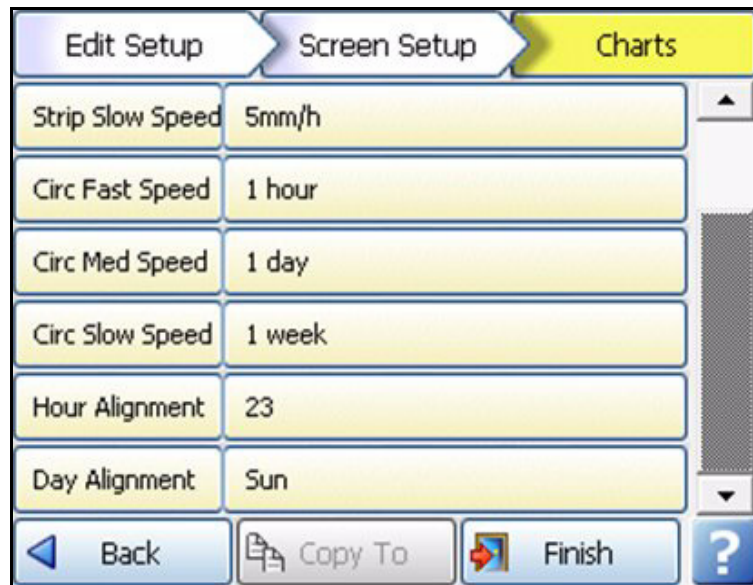 Edit Setup Screen Setup Charts
Strip Slow Speed 5mm/h
Circ Fast Speed 1 hour
Circ Med Speed 1 day
Circ Slow Speed 1 week
Hour Alignment 23
Day Alignment Sun
Back Copy To Finish ?